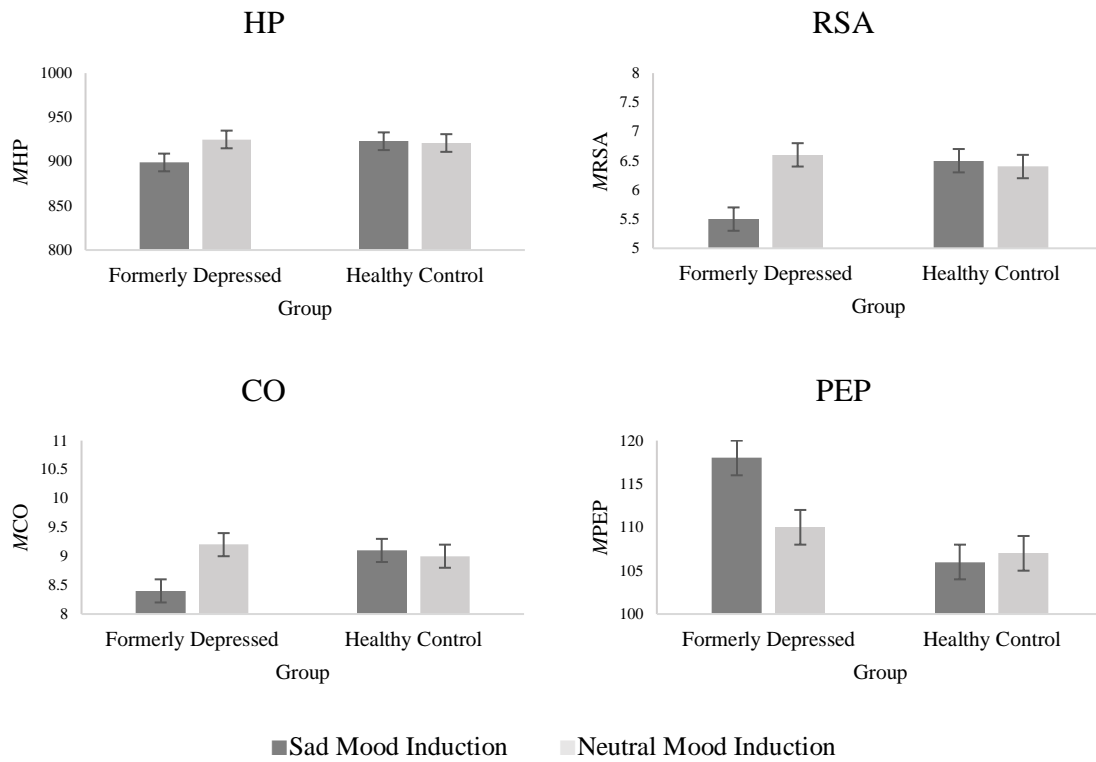 HP
1000
950
900
850
800
MHP
Formerly Depressed Healthy Control
Group
RSA
8
7.5
7
6.5
6
5.5
5
MRSA
Formerly Depressed Healthy Control
Group
CO
11
10.5
10
9.5
9
8.5
8
MCO
Formerly Depressed Healthy Control
Group
PEP
120
115
110
105
100
MPEP
Formerly Depressed Healthy Control
Group
Sad Mood Induction Neutral Mood Induction